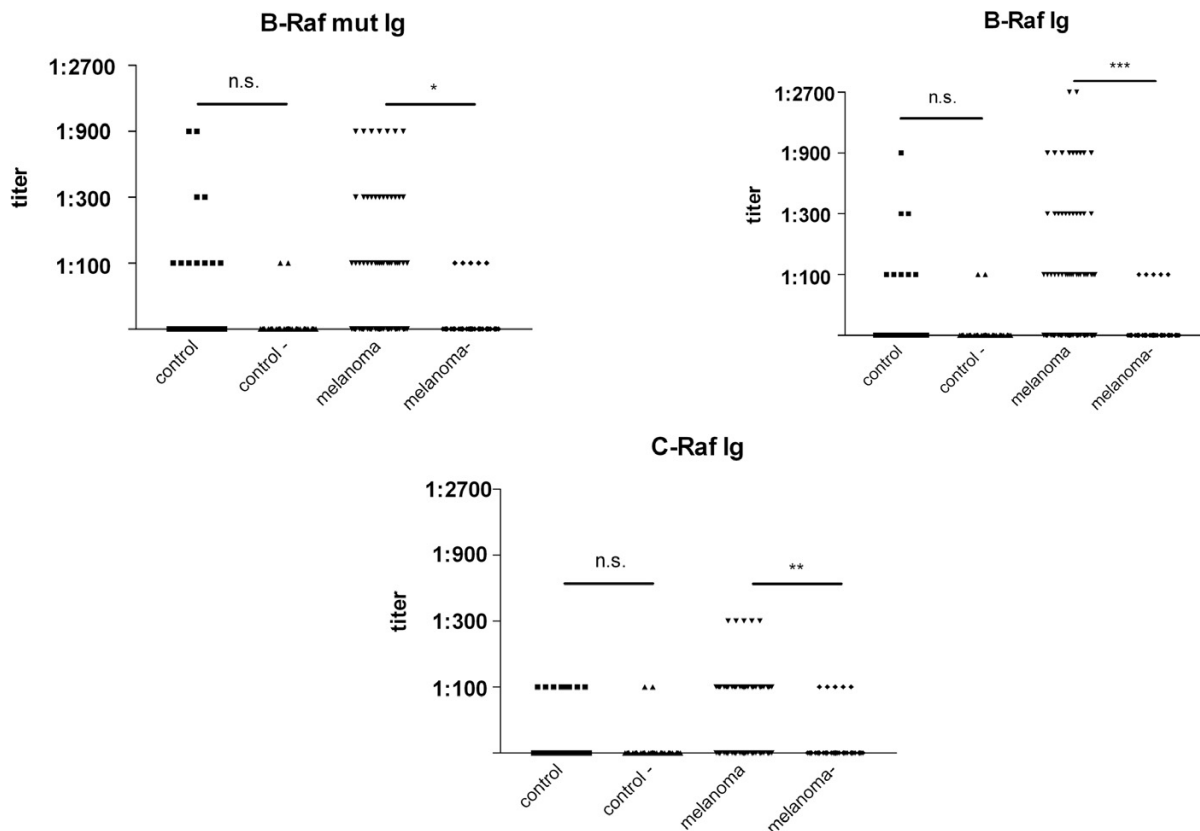 B-Raf mut Ig
1:2700
n.s.
*
1:900
1:300
1:100
titer
control
control -
melanoma
melanoma-
B-Raf Ig
***
1:2700
n.s.
1:900
1:300
1:100
titer
control
control -
melanoma
melanoma-
C-Raf Ig
1:2700
1:900
n.s.
**
1:300
1:100
titer
control
control -
melanoma
melanoma-